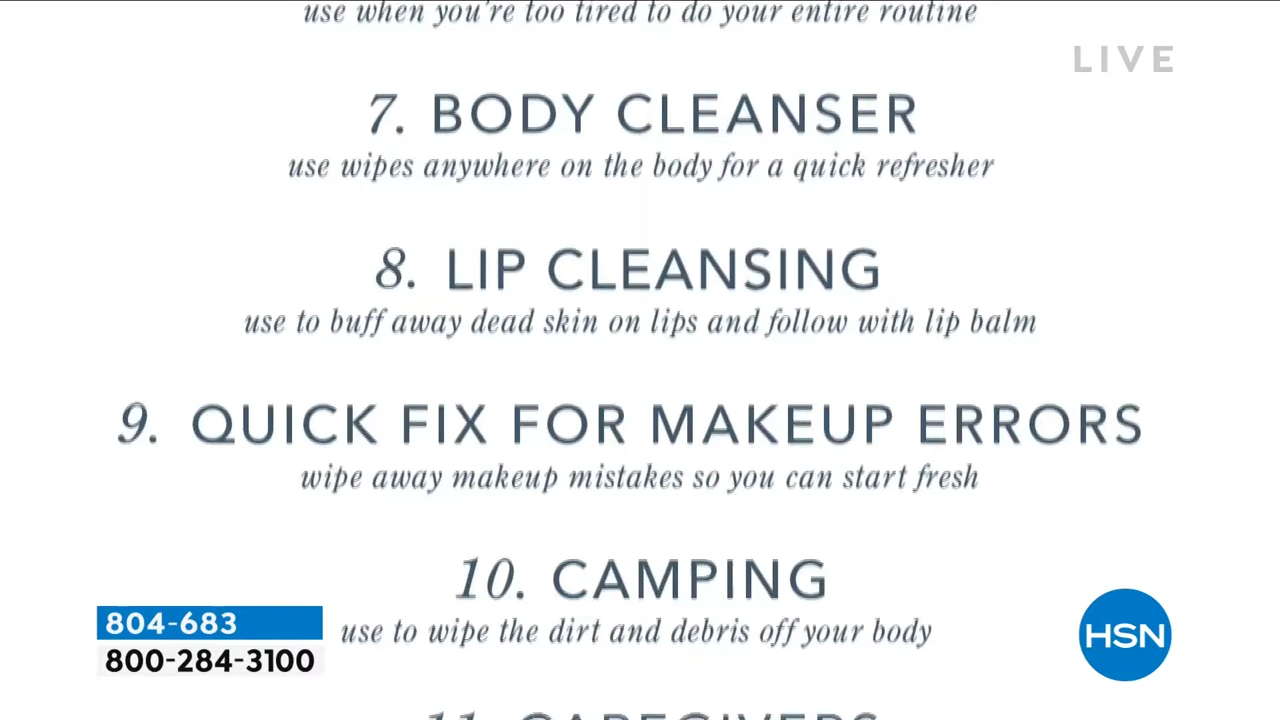 use when you're too tired to do your entire routine
LIVE
7. BODY CLEANSER
use wipes anywhere on the body for a quick refresher
8. LIP CLEANSING
use to buff away dead skin on lips and follow with lip balm
9. QUICK FIX FOR MAKEUP ERRORS
wipe away makeup mistakes so you can start fresh
10. CAMPING
use to wipe the dirt and debris off your body
804-683
800-284-3100
HSN
11. CAREGIVERS